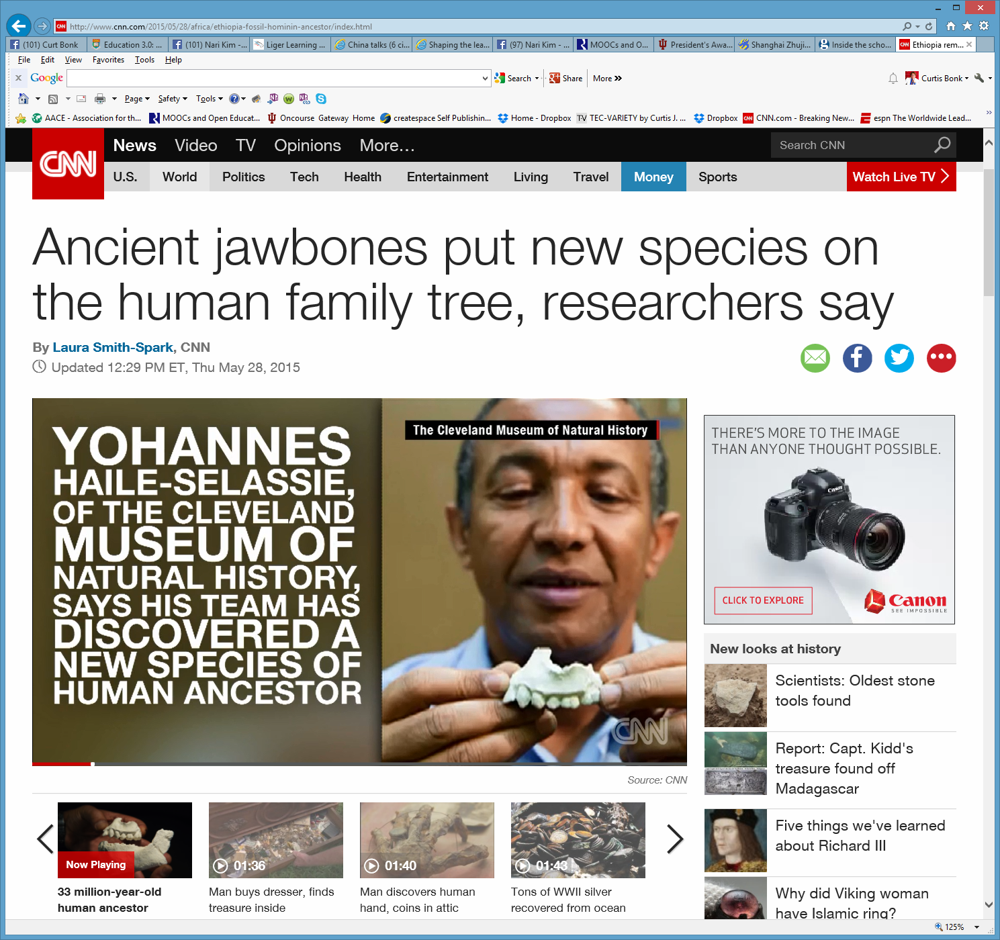 http://www.cnn.com/2015/05/28/africa/ethiopia-fossil-hominin-ancestor/index.html
(101) Curt Bonk
Education 3.0: ...
(101) Nari Kim -...
Liger Learning ...
China talks (6 ci...
Shaping the lea...
(97) Nari Kim - ...
MOOCs and O...
President's Awa...
Shanghai Zhuji...
Inside the scho...
CNN Ethiopia rem...
File Edit View Favorites Tools Help
x Google Search Share More »
Curtis Bonk
Page Safety Tools
AACE - Association for th...
MOOCs and Open Educat...
Oncourse Gateway Home
createspace Self Publishin...
Home - Dropbox
TV TEC-VARIETY by Curtis J. ...
Dropbox
CNN CNN.com - Breaking New...
espn The Worldwide Lead...
CNN
News Video TV Opinions More...
Search CNN
U.S. World Politics Tech Health Entertainment Living Travel Money Sports
Watch Live TV
Ancient jawbones put new species on
the human family tree, researchers say
By Laura Smith-Spark, CNN
Updated 12:29 PM ET, Thu May 28, 2015
The Cleveland Museum of Natural History
YOHANNES
HAILE-SELASSIE,
OF THE CLEVELAND
MUSEUM OF
NATURAL HISTORY,
SAYS HIS TEAM HAS
DISCOVERED A
NEW SPECIES OF
HUMAN ANCESTOR
CNN
Source: CNN
Now Playing
33 million-year-old
human ancestor
01:36
Man buys dresser, finds
treasure inside
01:40
Man discovers human
hand, coins in attic
01:43
Tons of WWII silver
recovered from ocean
THERE'S MORE TO THE IMAGE
THAN ANYONE THOUGHT POSSIBLE.
Canon
CLICK TO EXPLORE
Canon
SEE IMPOSSIBLE
New looks at history
Scientists: Oldest stone
tools found
Report: Capt. Kidd's
treasure found off
Madagascar
Five things we've learned
about Richard III
Why did Viking woman
have Islamic ring?
125%